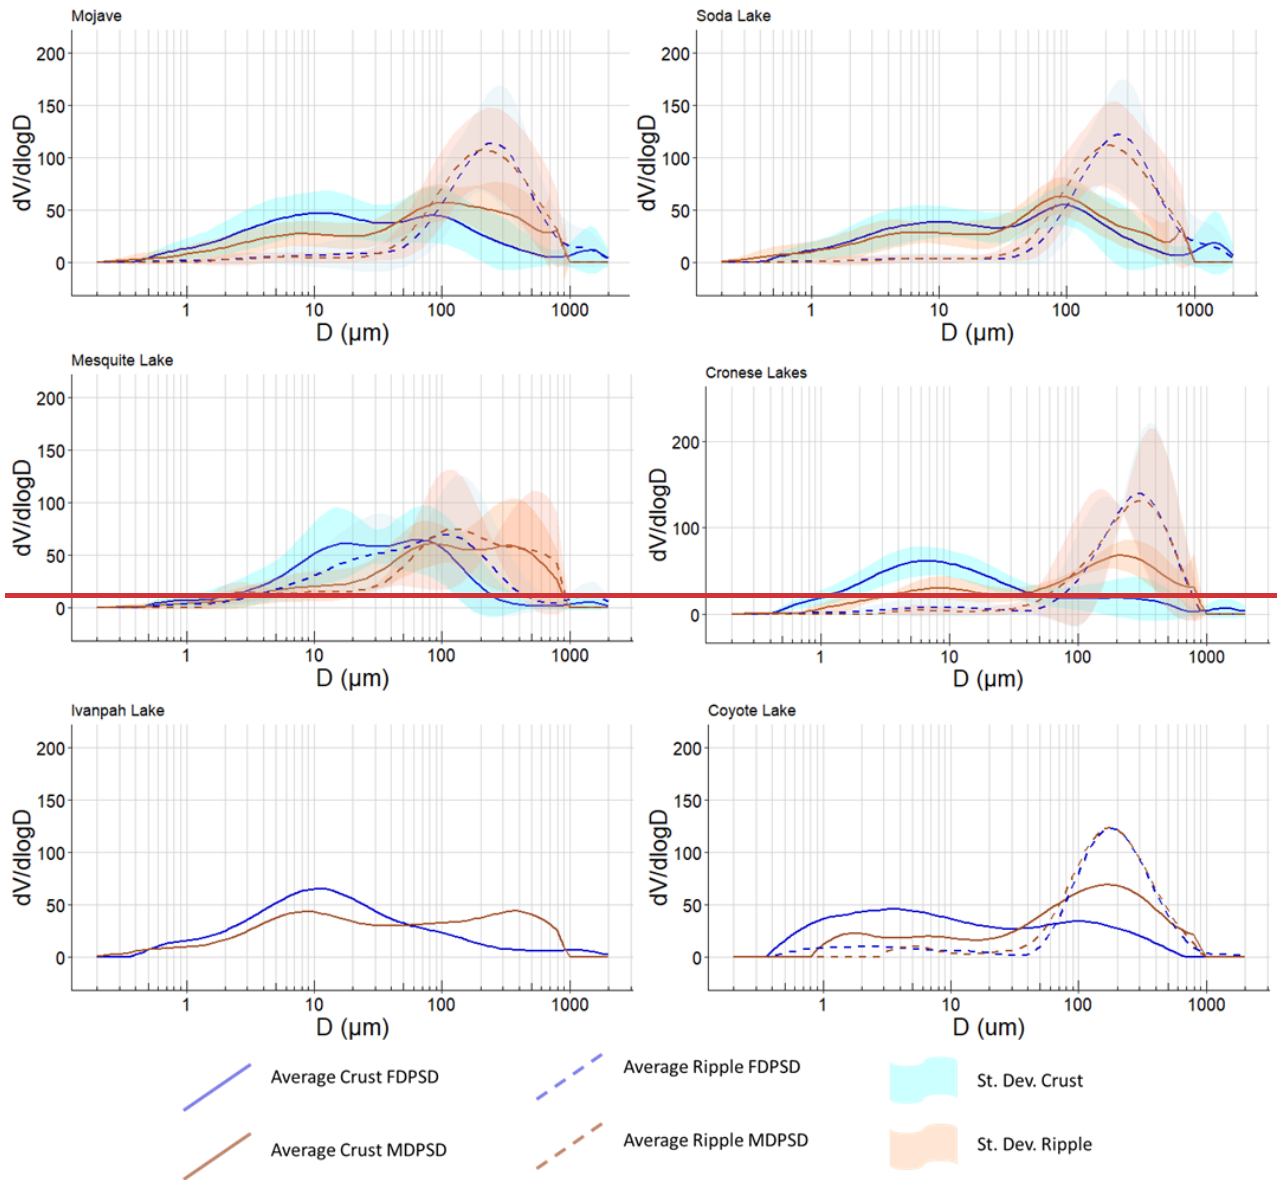 Mojave
Soda Lake
200
150
100
50
0
dV/dlogD
1
10
100
1000
D (µm)
200
150
100
50
0
dV/dlogD
1
10
100
1000
D (µm)
Mesquite Lake
Cronese Lakes
200
150
100
50
0
dV/dlogD
1
10
100
1000
D (µm)
200
100
0
dV/dlogD
1
10
100
1000
D (µm)
Ivanpah Lake
Coyote Lake
200
150
100
50
0
dV/dlogD
1
10
100
1000
D (µm)
200
150
100
50
0
dV/dlogD
1
10
100
1000
D (um)
Average Crust FDPSD
Average Ripple FDPSD
St. Dev. Crust
Average Crust MDPSD
Average Ripple MDPSD
St. Dev. Ripple